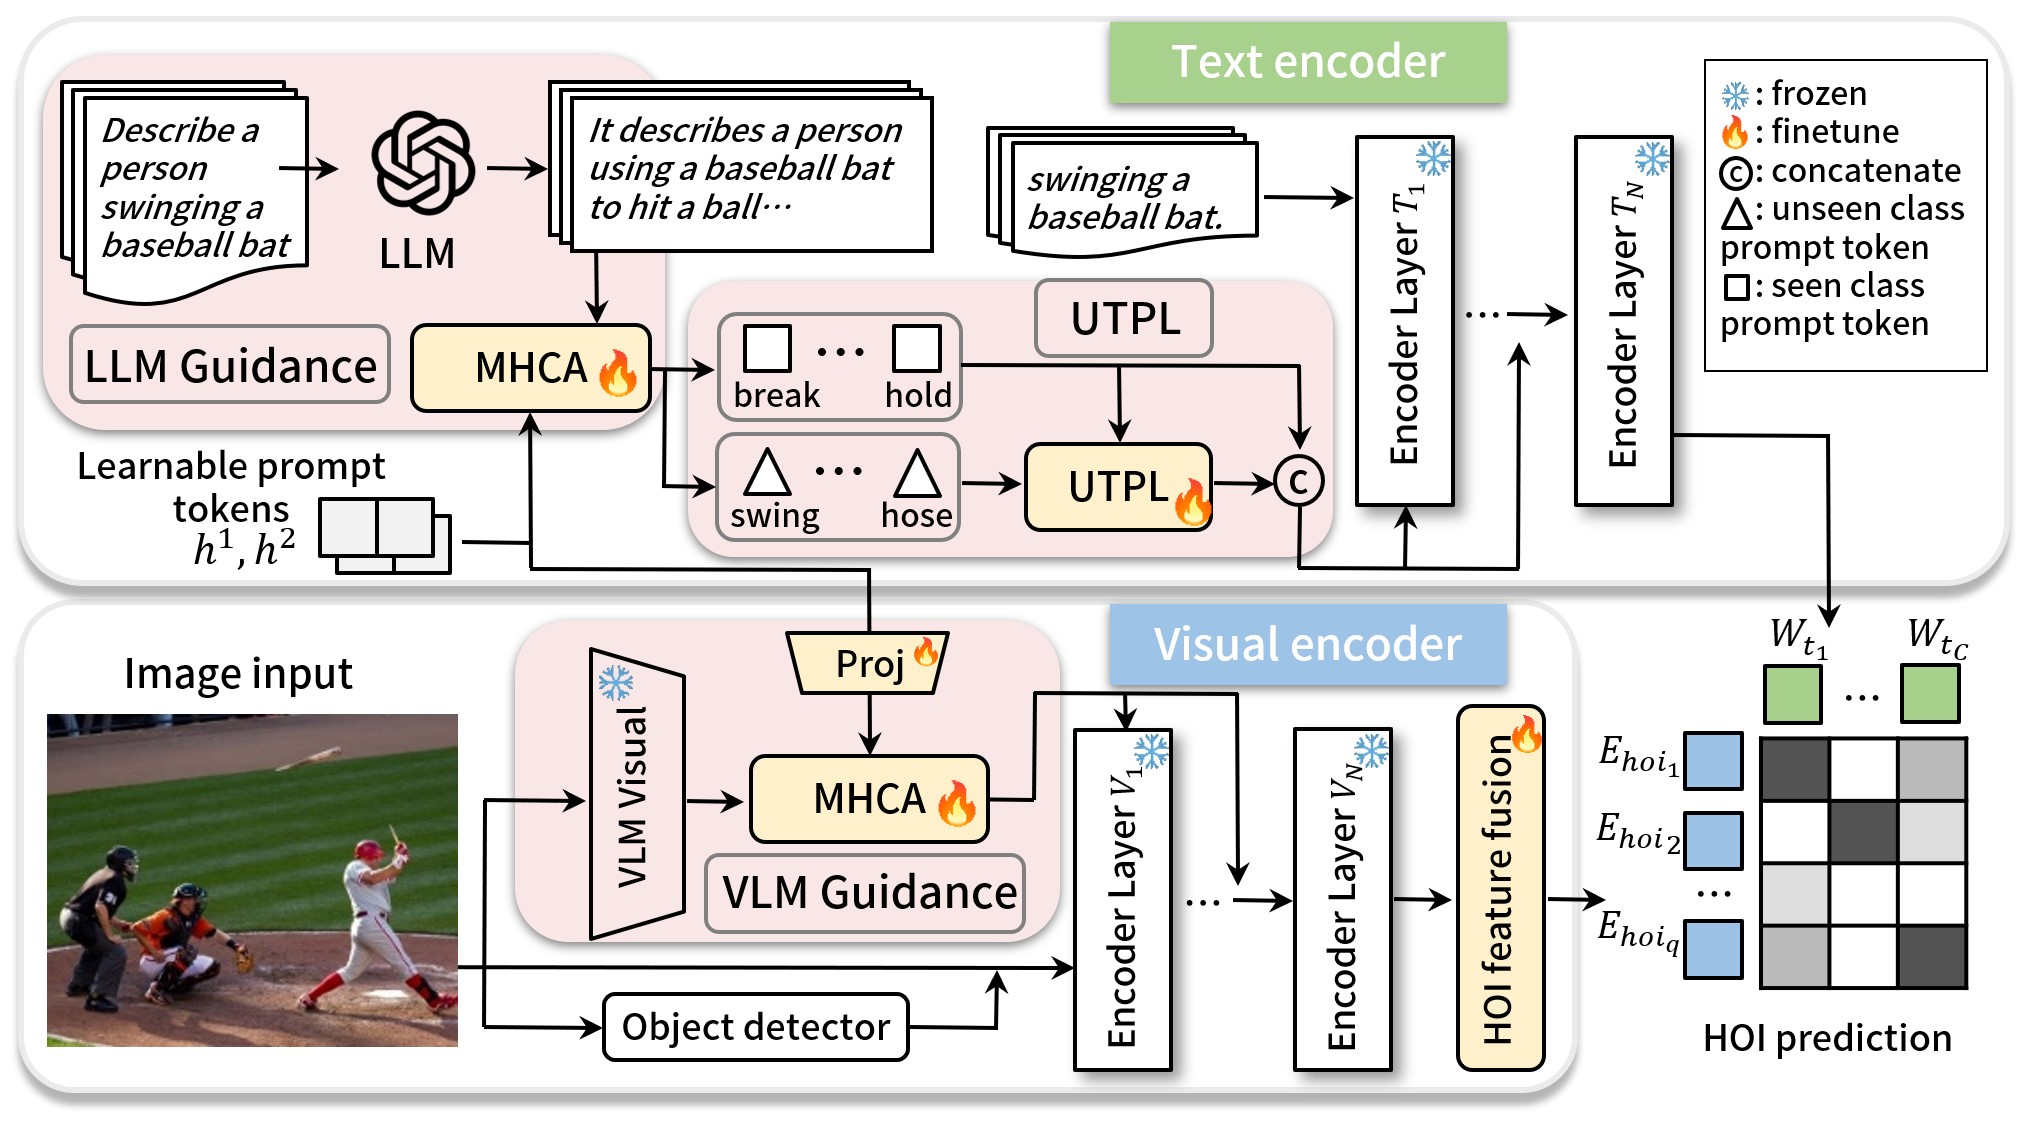 Text encoder
Describe a
person
swinging a
baseball bat
LLM
It describes a person
using a baseball bat
to hit a ball…
LLM Guidance
MHCA
swinging a
baseball bat.
UTPL
break … hold
swing … hose
UTPL
C
Encoder Layer T₁
…
Encoder Layer T_N
: frozen
: finetune
C: concatenate
: unseen class
prompt token
: seen class
prompt token
Learnable prompt
tokens
h¹, h²
Visual encoder
Image input
VLM Visual
Proj
MHCA
VLM Guidance
Object detector
Encoder Layer V₁
…
Encoder Layer V_N
HOI feature fusion
W_{t_1} … W_{t_C}
E_{hoi_1}
E_{hoi_2}
…
E_{hoi_q}
HOI prediction